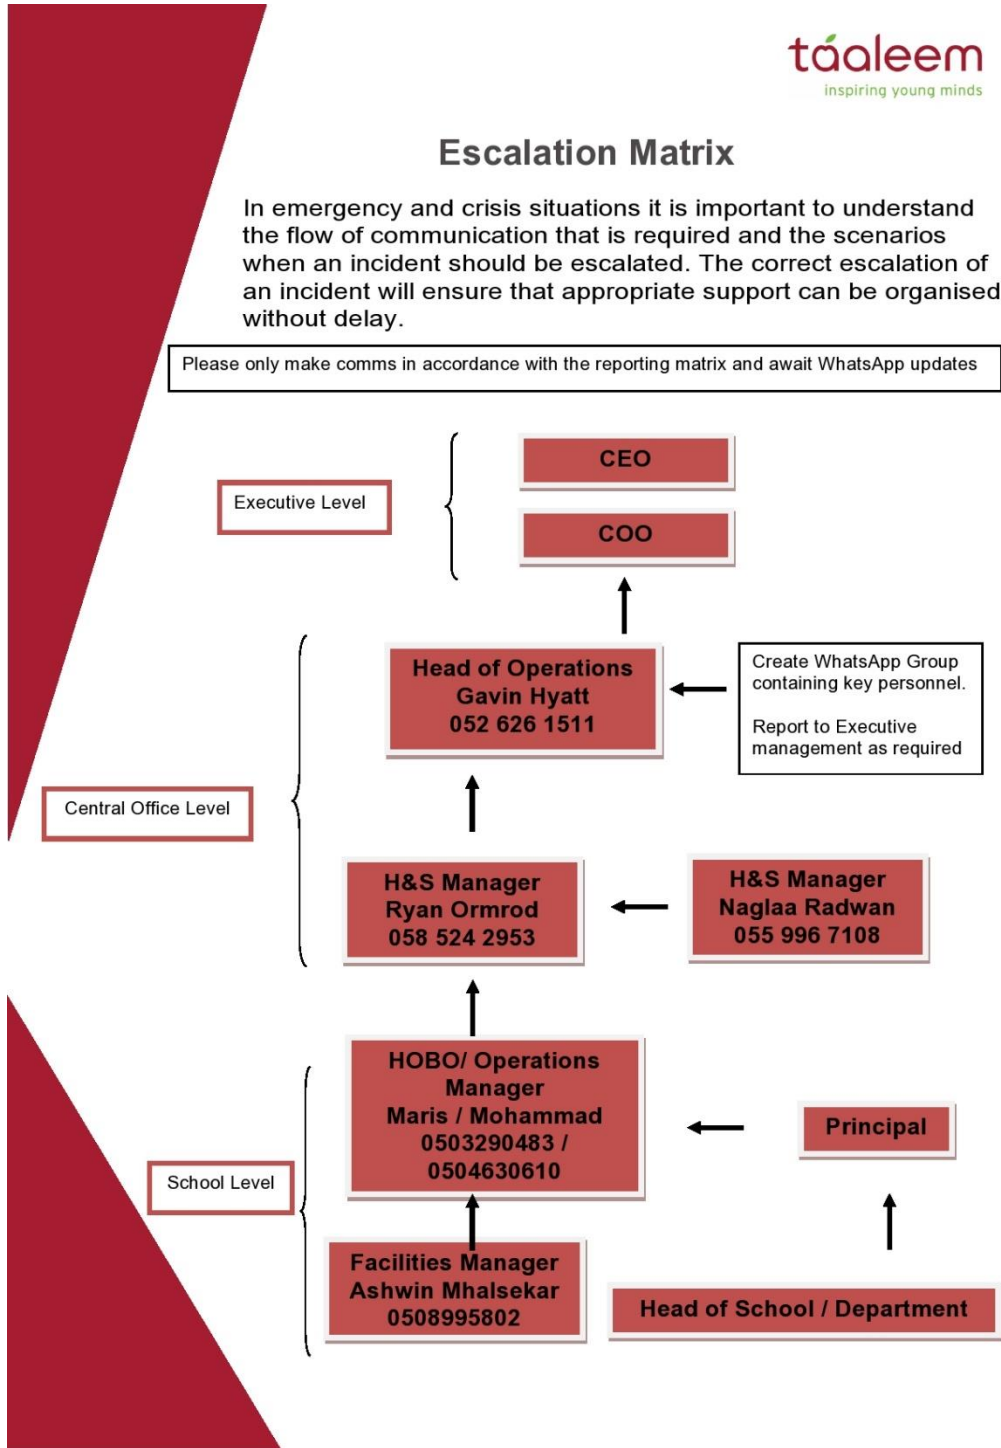 táaleem
inspiring young minds
Escalation Matrix
In emergency and crisis situations it is important to understand
the flow of communication that is required and the scenarios
when an incident should be escalated. The correct escalation of
an incident will ensure that appropriate support can be organised
without delay.
Please only make comms in accordance with the reporting matrix and await WhatsApp updates
CEO
Executive Level
COO
Head of Operations
Gavin Hyatt
052 626 1511
Create WhatsApp Group
containing key personnel.
Report to Executive
management as required
Central Office Level
H&S Manager
Ryan Ormrod
058 524 2953
H&S Manager
Naglaa Radwan
055 996 7108
HOBO/ Operations
Manager
Maris / Mohammad
0503290483 /
0504630610
Principal
School Level
Facilities Manager
Ashwin Mhalsekar
0508995802
Head of School / Department